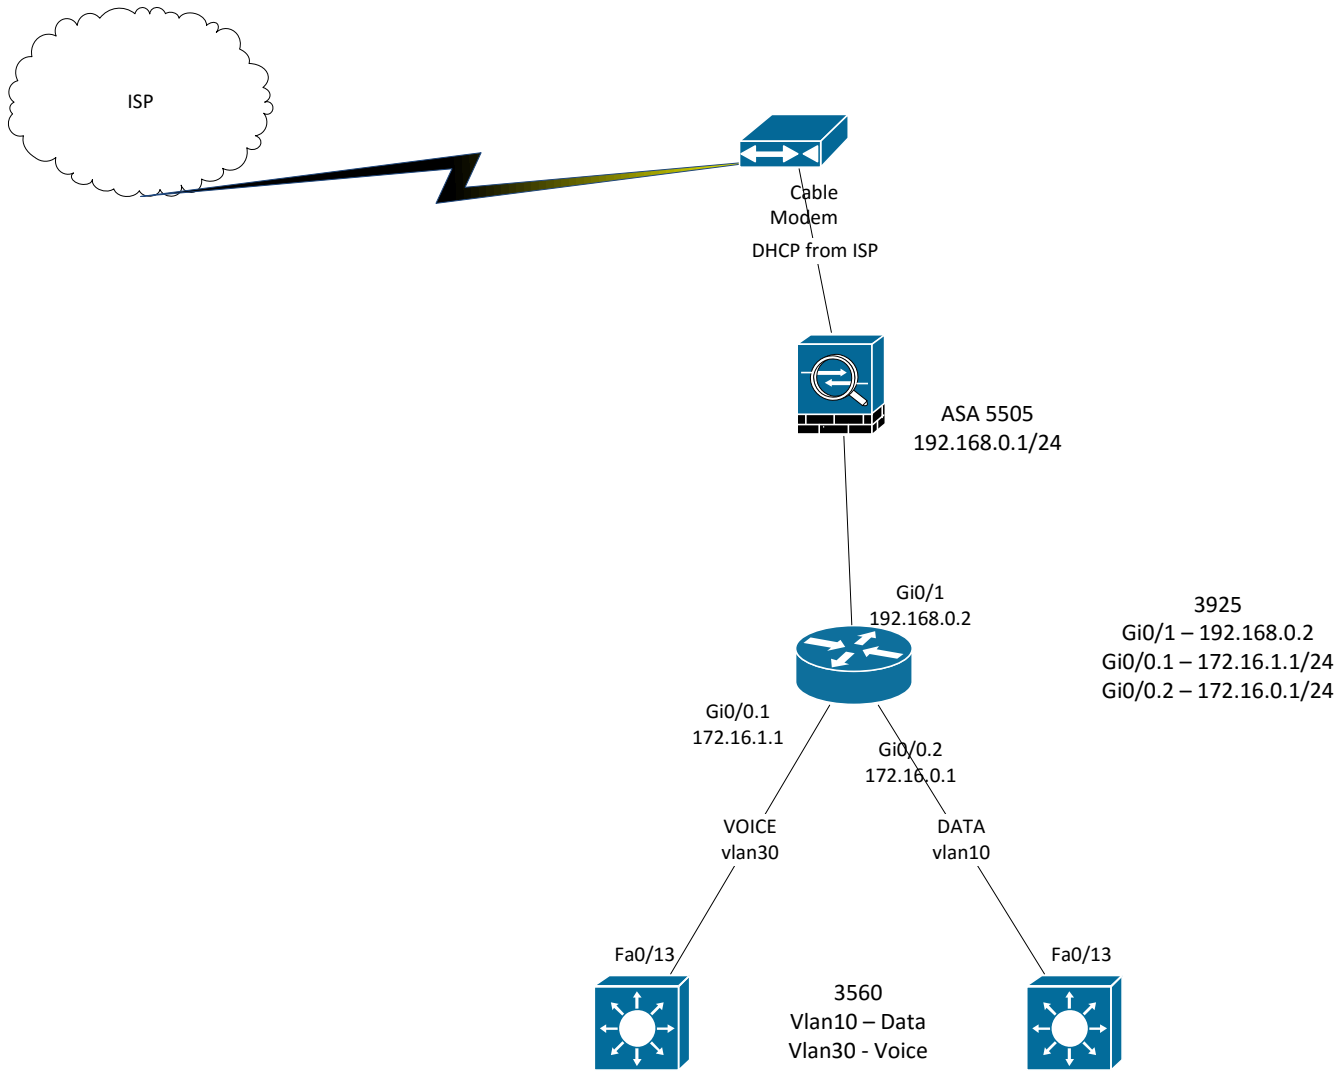 ISP
Cable
Modem
DHCP from ISP
ASA 5505
192.168.0.1/24
Gi0/1
192.168.0.2
3925
Gi0/1 – 192.168.0.2
Gi0/0.1 – 172.16.1.1/24
Gi0/0.2 – 172.16.0.1/24
Gi0/0.1
172.16.1.1
Gi0/0.2
172.16.0.1
VOICE
vlan30
DATA
vlan10
Fa0/13
Fa0/13
3560
Vlan10 – Data
Vlan30 - Voice